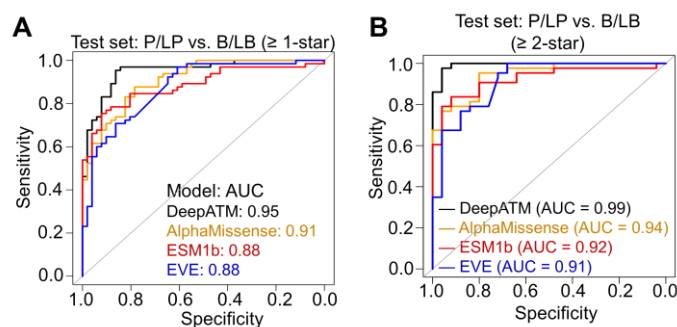 A
Test set: P/LP vs. B/LB (≥ 1-star)
Sensitivity
1.0
0.8
0.6
0.4
0.2
0.0
Model: AUC
DeepATM: 0.95
AlphaMissense: 0.91
ESM1b: 0.88
EVE: 0.88
1.0 0.8 0.6 0.4 0.2 0.0
Specificity
B
Test set: P/LP vs. B/LB
(≥ 2-star)
Sensitivity
1.0
0.8
0.6
0.4
0.2
0.0
DeepATM (AUC = 0.99)
AlphaMissense (AUC = 0.94)
ESM1b (AUC = 0.92)
EVE (AUC = 0.91)
1.0 0.8 0.6 0.4 0.2 0.0
Specificity